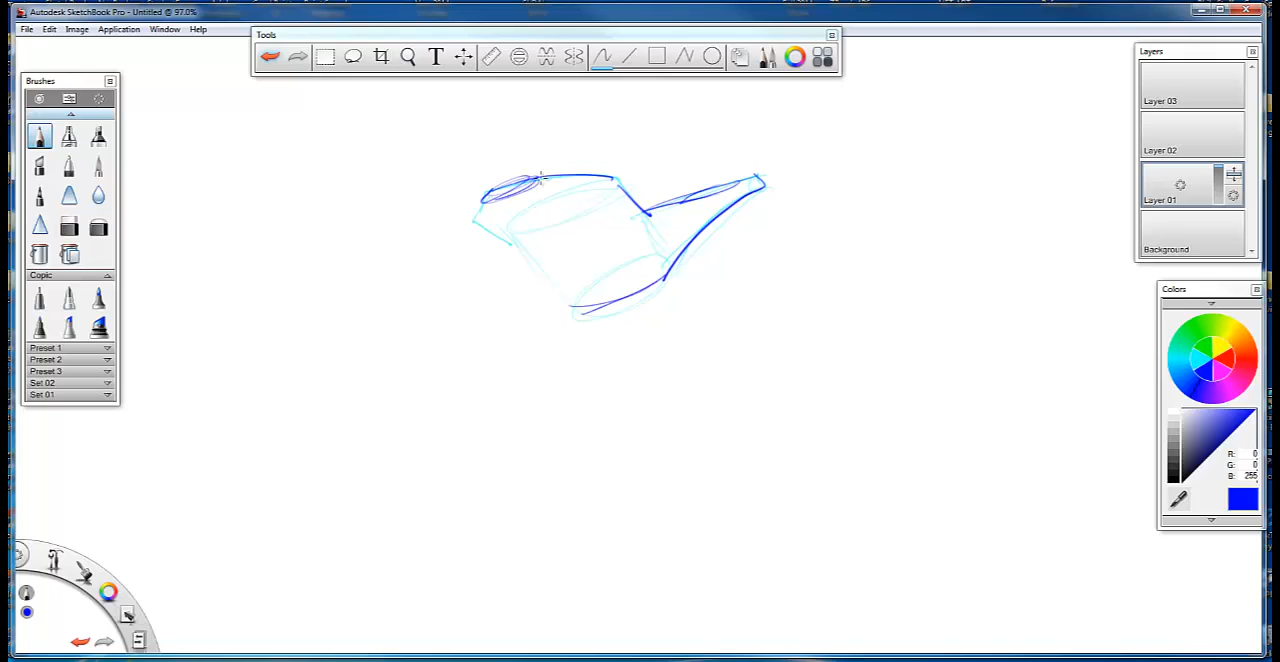 Autodesk SketchBook Pro - Untitled @ 97.0%
File Edit Image Application Window Help
Tools
T
Brushes
Copic
Preset 1
Preset 2
Preset 3
Set 02
Set 01
Layers
Layer 03
Layer 02
Layer 01
Background
Colors
R: 0
G: 0
B: 255